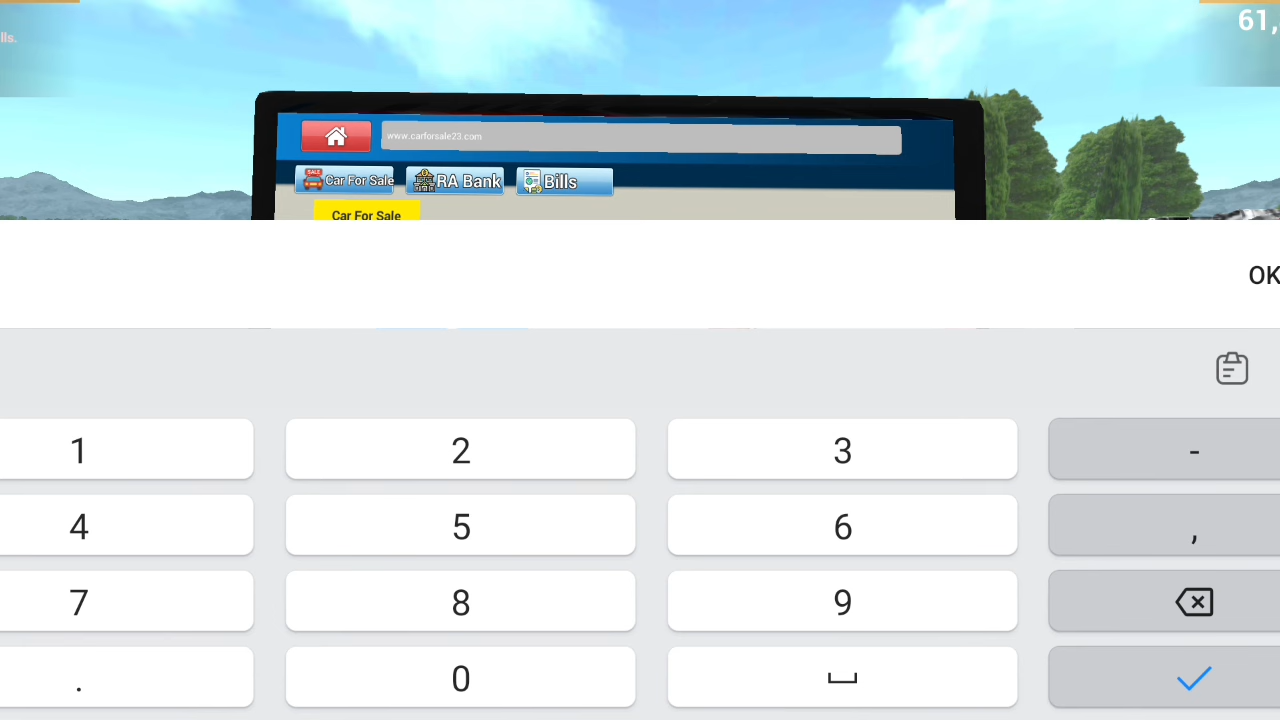 61,
lls.
www.carforsale23.com
Car For Sale
RA Bank
Bills
Car For Sale
OK
1 2 3 -
4 5 6 ,
7 8 9
. 0